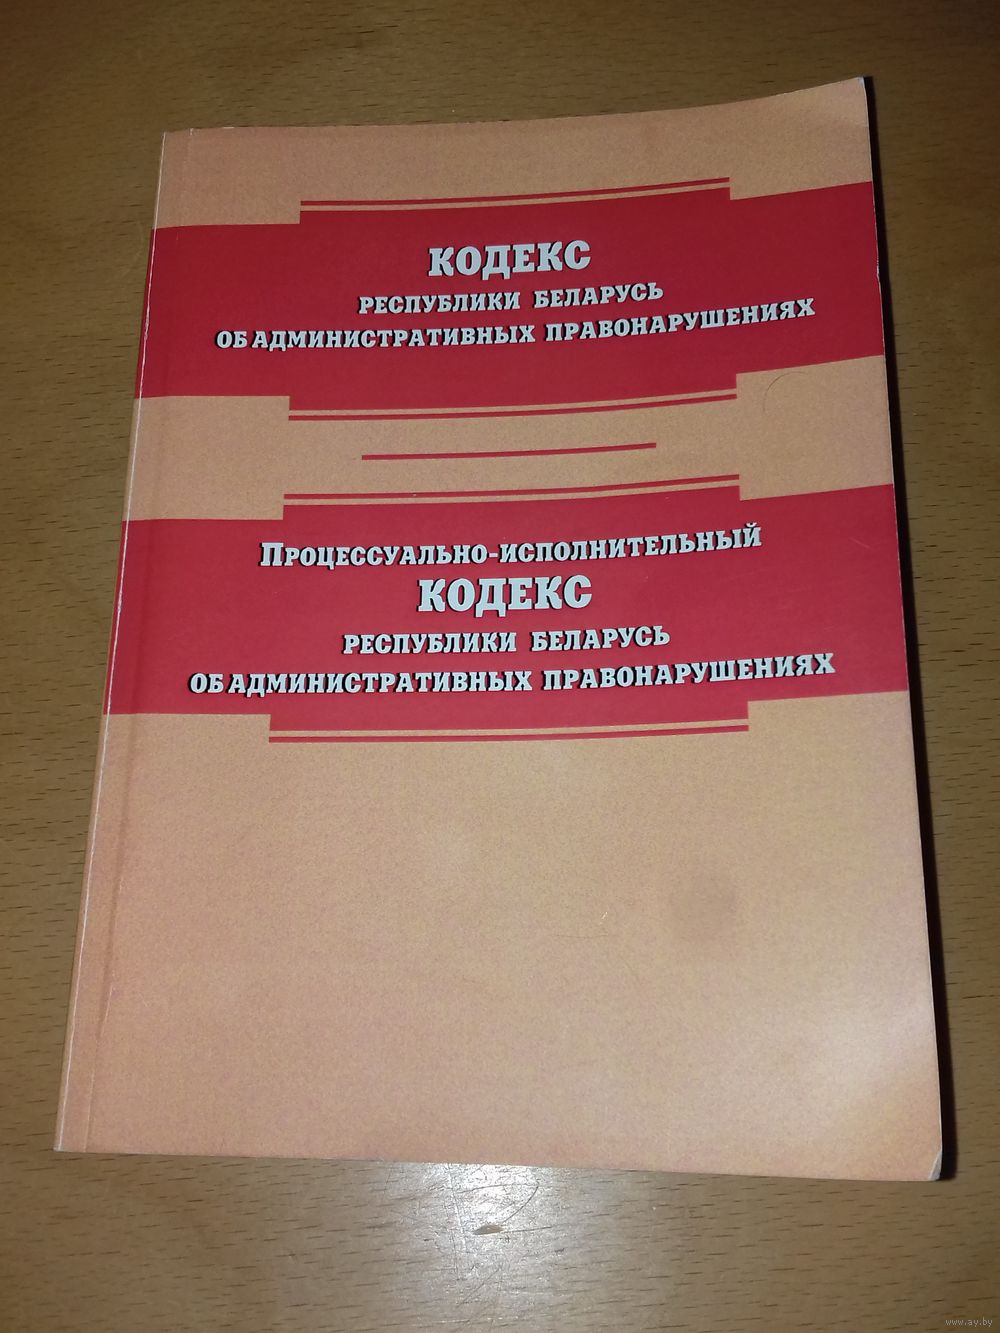 КОДЕКС
РЕСПУБЛИКИ БЕЛАРУСЬ
ОБ АДМИНИСТРАТИВНЫХ ПРАВОНАРУШЕНИЯХ
ПРОЦЕССУАЛЬНО-ИСПОЛНИТЕЛЬНЫЙ
КОДЕКС
РЕСПУБЛИКИ БЕЛАРУСЬ
ОБ АДМИНИСТРАТИВНЫХ ПРАВОНАРУШЕНИЯХ
www.ay.by